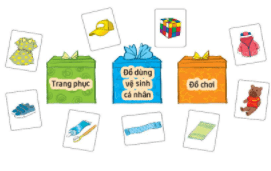 Trang phục
Đồ dùng
vệ sinh
cá nhân
Đồ chơi